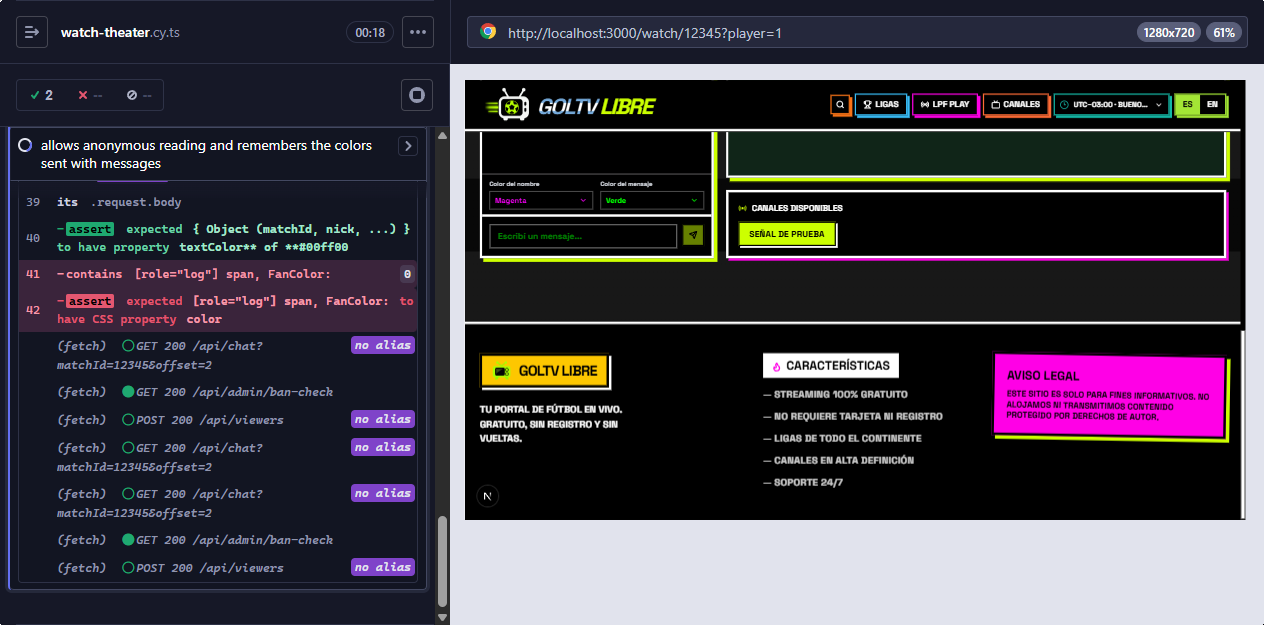 watch-theater.cy.ts
00:18
http://localhost:3000/watch/12345?player=1
1280x720
61%
2
--
--
allows anonymous reading and remembers the colors
sent with messages
39 its .request.body
40 -assert expected { Object (matchId, nick, ...) }
to have property textColor** of **#00ff00
41 -contains [role="log"] span, FanColor: 0
42 -assert expected [role="log"] span, FanColor: to
have CSS property color
(fetch) GET 200 /api/chat? no alias
matchId=12345&offset=2
(fetch) GET 200 /api/admin/ban-check
(fetch) POST 200 /api/viewers no alias
(fetch) GET 200 /api/chat? no alias
matchId=12345&offset=2
(fetch) GET 200 /api/chat? no alias
matchId=12345&offset=2
(fetch) GET 200 /api/admin/ban-check
(fetch) POST 200 /api/viewers no alias
GOLTV LIBRE
LIGAS
LPF PLAY
CANALES
UTC-03:00 · BUENO...
ES
EN
Color del nombre
Color del mensaje
Magenta
Verde
Escribí un mensaje...
CANALES DISPONIBLES
SEÑAL DE PRUEBA
GOLTV LIBRE
TU PORTAL DE FÚTBOL EN VIVO.
GRATUITO, SIN REGISTRO Y SIN
VUELTAS.
CARACTERÍSTICAS
— STREAMING 100% GRATUITO
— NO REQUIERE TARJETA NI REGISTRO
— LIGAS DE TODO EL CONTINENTE
— CANALES EN ALTA DEFINICIÓN
— SOPORTE 24/7
AVISO LEGAL
ESTE SITIO ES SOLO PARA FINES INFORMATIVOS. NO
ALOJAMOS NI TRANSMITIMOS CONTENIDO
PROTEGIDO POR DERECHOS DE AUTOR.
N